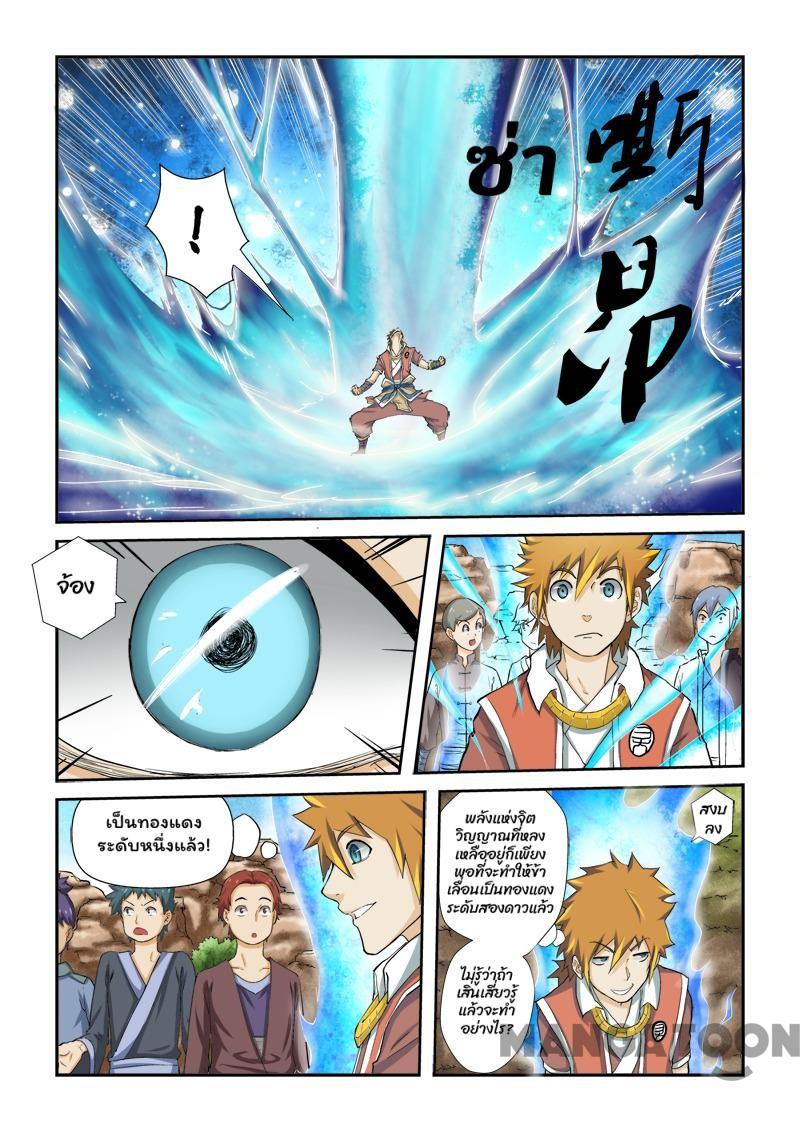 ซ่า
嘶
昂
!
จ้อง
เป็นทองแดง
ระดับหนึ่งแล้ว!
พลังแห่งจิต
วิญญาณที่หลง
เหลืออยู่ก็เพียง
พอที่จะทำให้ข้า
เลื่อนเป็นทองแดง
ระดับสองดาวแล้ว
สงบ
ลง
ไม่รู้ว่าถ้า
เสิ่นเสี่ยวรู้
แล้วจะทำ
อย่างไร?
MANGATOON